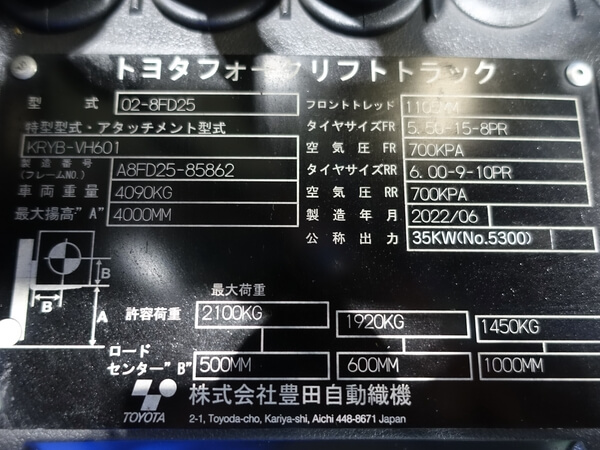 トヨタフォークリフトトラック
型式 02-8FD25 フロントトレッド 1105MM
特型型式・アタッチメント型式 タイヤサイズFR 5.50-15-8PR
KRYB-VH601 空気圧 FR 700KPA
製造番号 (フレームNO.) A8FD25-85862 タイヤサイズRR 6.00-9-10PR
車両重量 4090KG 空気圧 RR 700KPA
最大揚高"A" 4000MM 製造年月 2022/06
公称出力 35KW(No.5300)
B
B
A
最大荷重
許容荷重 2100KG 1920KG 1450KG
ロードセンター"B" 500MM 600MM 1000MM
TOYOTA 株式会社豊田自動織機
2-1, Toyoda-cho, Kariya-shi, Aichi 448-8671 Japan